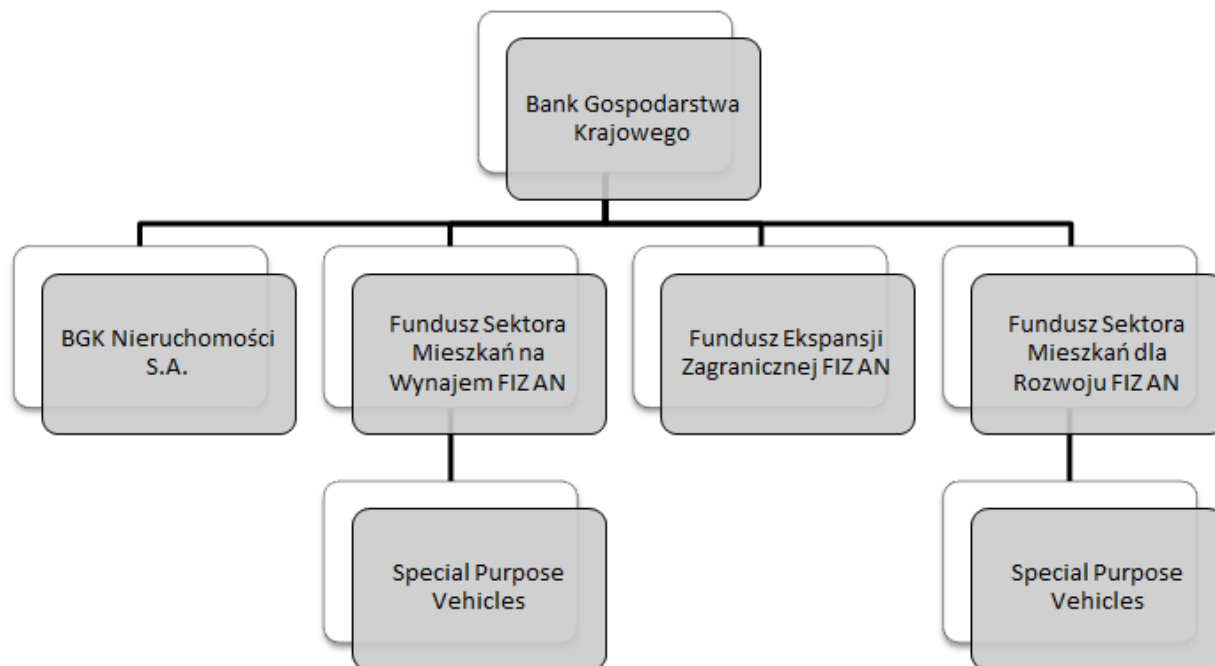 Bank Gospodarstwa
Krajowego
BGK Nieruchomości
S.A.
Fundusz Sektora
Mieszkań na
Wynajem FIZ AN
Fundusz Ekspansji
Zagranicznej FIZ AN
Fundusz Sektora
Mieszkań dla
Rozwoju FIZ AN
Special Purpose
Vehicles
Special Purpose
Vehicles